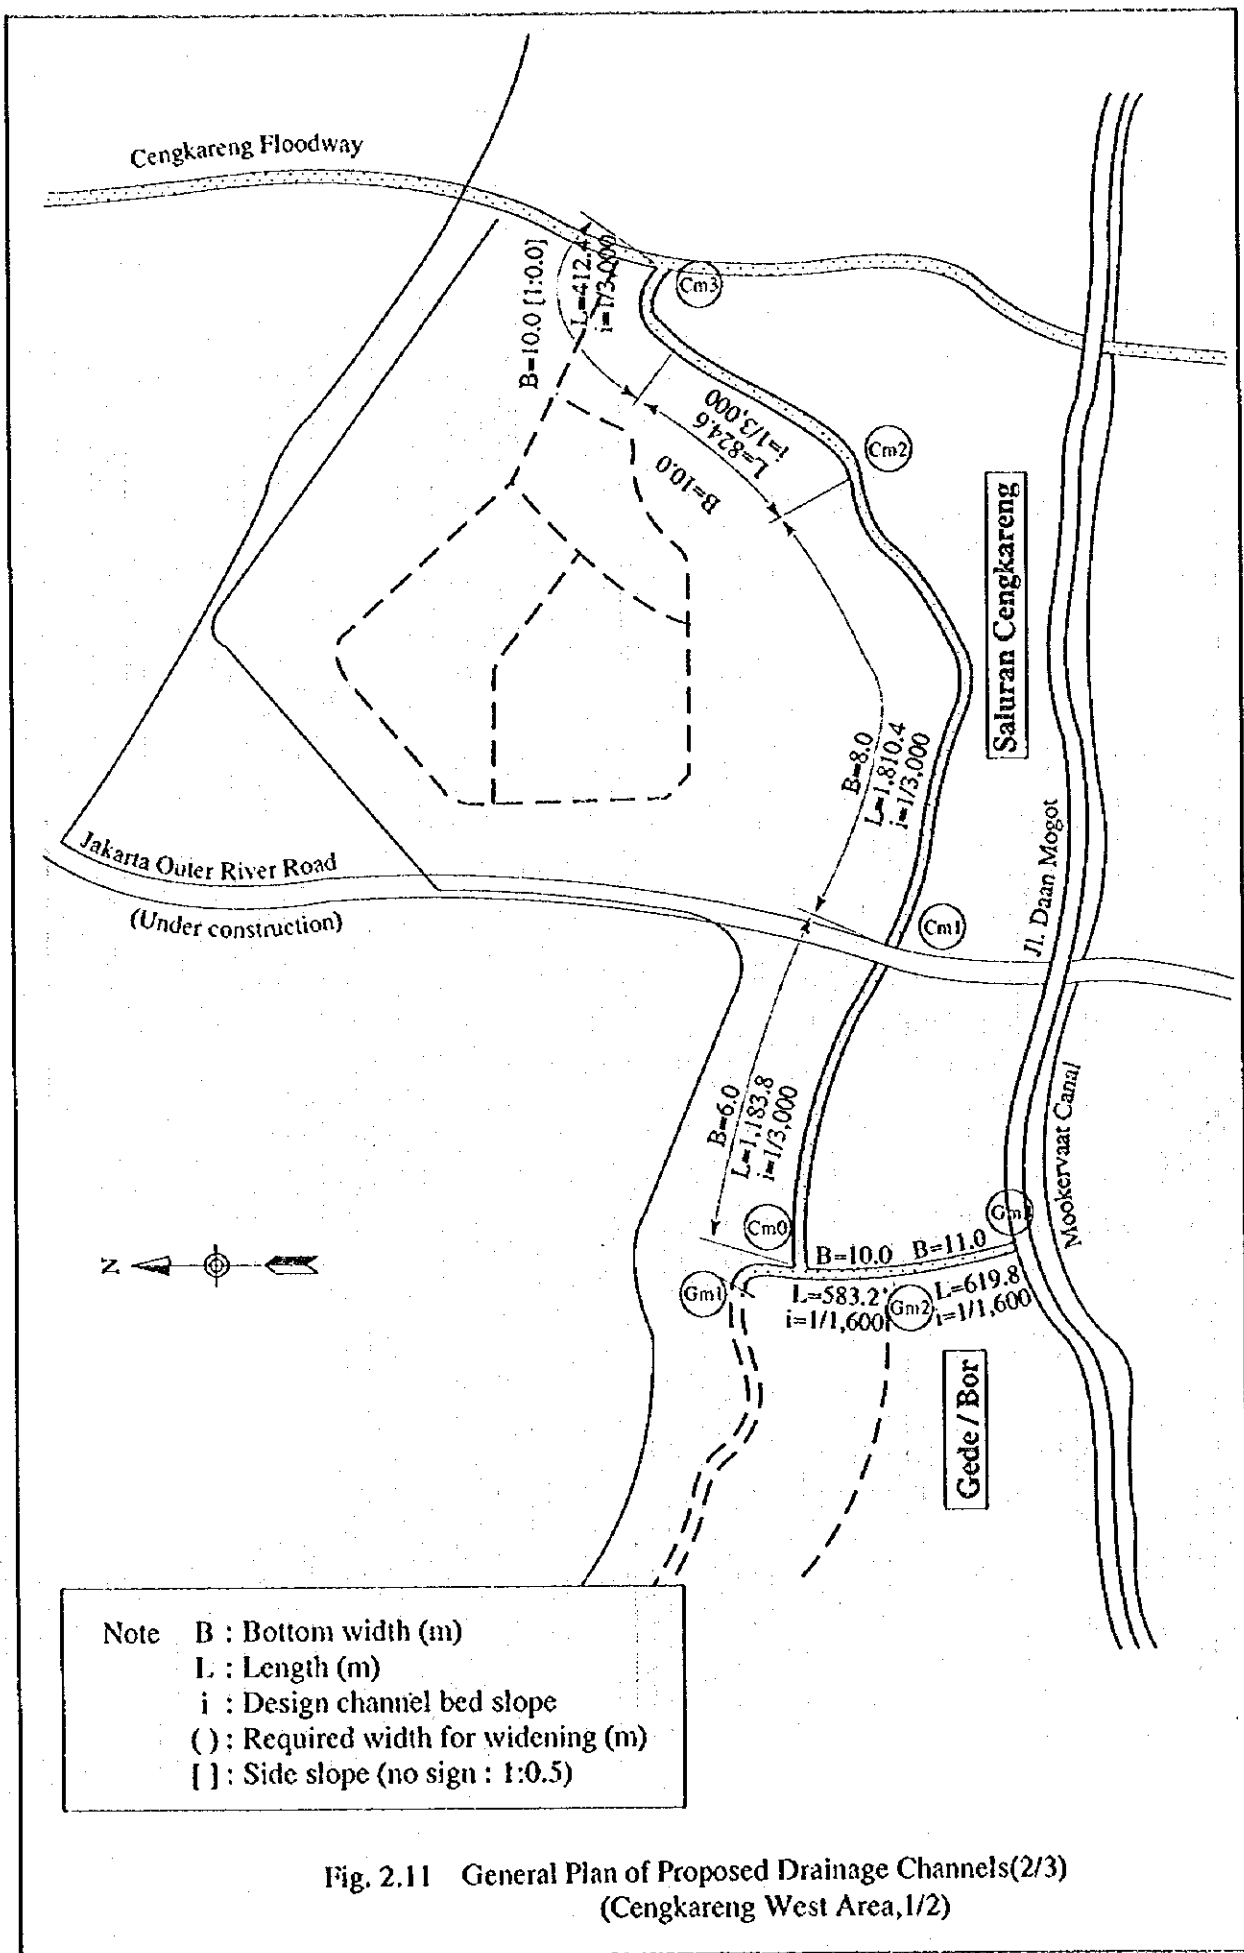 Cengkareng Floodway
B=10.0 [1:0.0]
L=412.4
i=1/3,000
Cm3
i=1/3,000
L=824.6
B=10.0
Cm2
Saluran Cengkareng
B=8.0
L=1,810.4
i=1/3,000
Jakarta Outer River Road
(Under construction)
Cm1
Jl. Daan Mogot
B=6.0
L=1,183.8
i=1/3,000
Mookervaat Canal
Cm0
N
B=10.0
B=11.0
Gm1
L=583.2
i=1/1,600
Gm2
L=619.8
i=1/1,600
Gede / Bor
Note B : Bottom width (m)
L : Length (m)
i : Design channel bed slope
( ) : Required width for widening (m)
[ ] : Side slope (no sign : 1:0.5)
Fig. 2.11 General Plan of Proposed Drainage Channels(2/3)
(Cengkareng West Area,1/2)